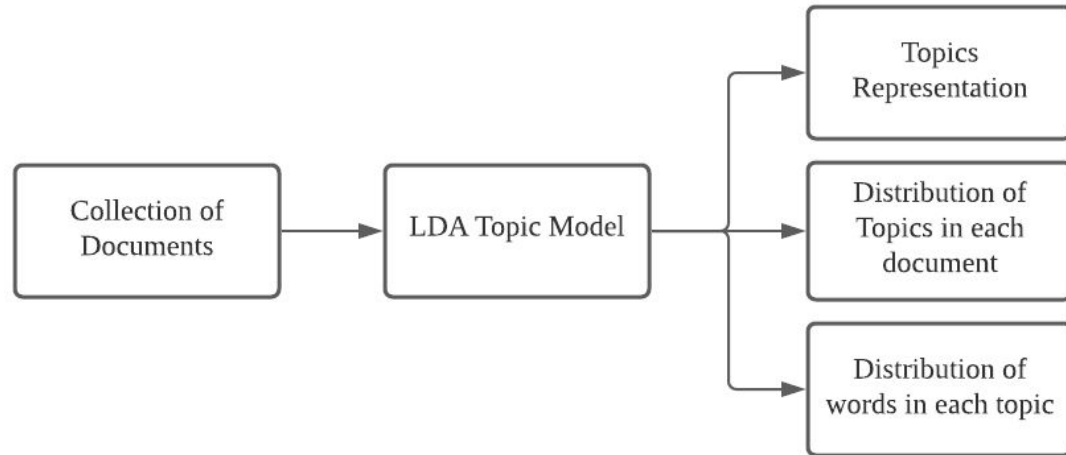 Collection of
Documents
LDA Topic Model
Topics
Representation
Distribution of
Topics in each
document
Distribution of
words in each topic